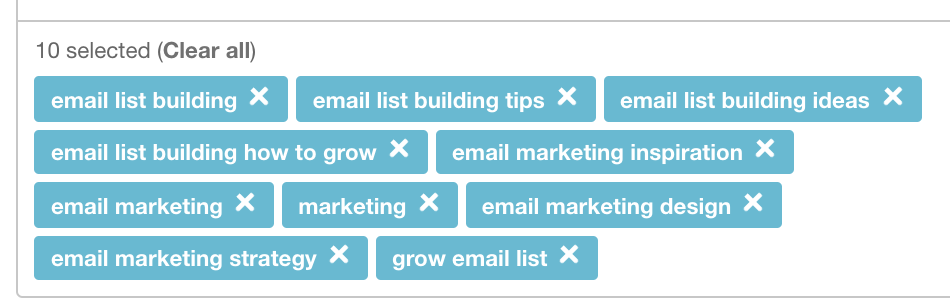 10 selected (Clear all)
email list building × email list building tips × email list building ideas ×
email list building how to grow × email marketing inspiration ×
email marketing × marketing × email marketing design ×
email marketing strategy × grow email list ×